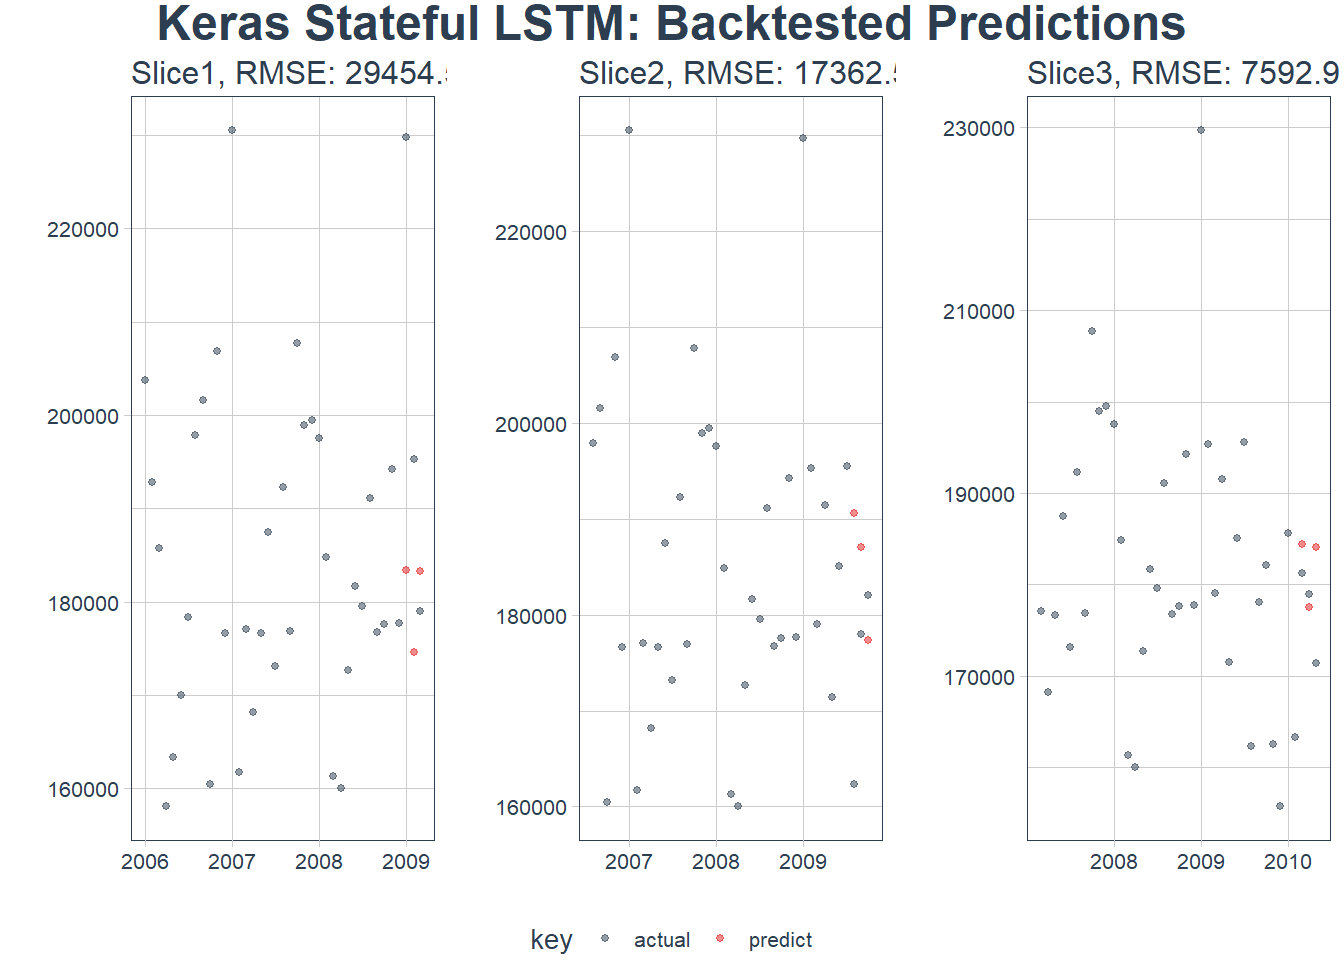 Keras Stateful LSTM: Backtested Predictions
Slice1, RMSE: 29454.
Slice2, RMSE: 17362.
Slice3, RMSE: 7592.9
220000
200000
180000
160000
2006 2007 2008 2009
220000
200000
180000
160000
2007 2008 2009
230000
210000
190000
170000
2008 2009 2010
key actual predict